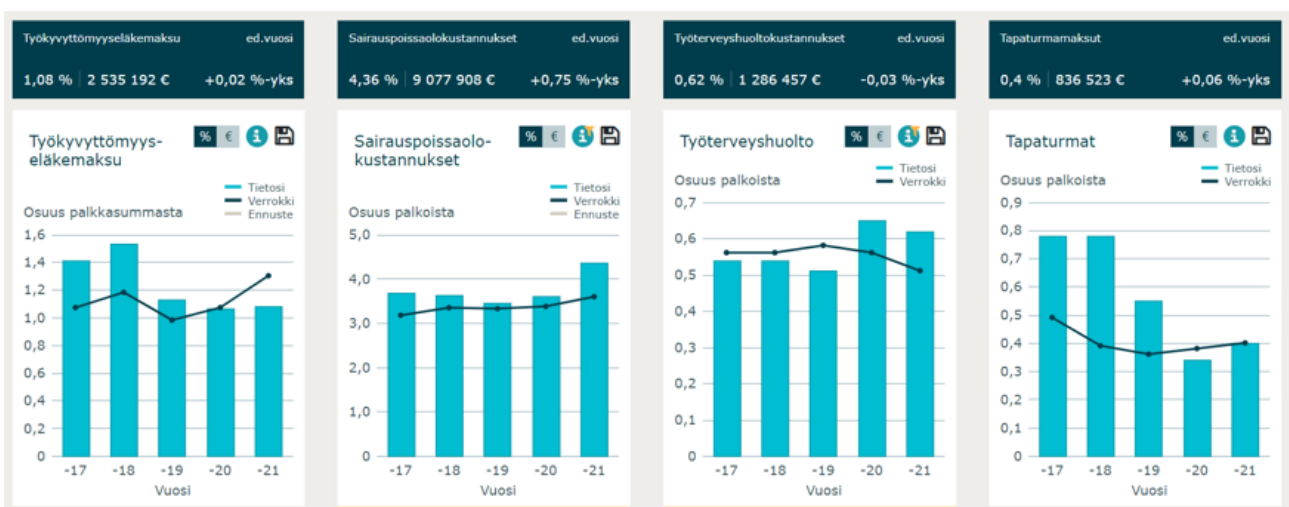 Työkyvyttömyyseläkemaksu ed.vuosi
1,08 % 2 535 192 € +0,02 %-yks
Sairauspoissaolokustannukset ed.vuosi
4,36 % 9 077 908 € +0,75 %-yks
Työterveyshuoltokustannukset ed.vuosi
0,62 % 1 286 457 € -0,03 %-yks
Tapaturmamaksut ed.vuosi
0,4 % 836 523 € +0,06 %-yks
Työkyvyttömyys-
eläkemaksu
% € i
Tietosi
Verrokki
Ennuste
Osuus palkkasummasta
1,6
1,4
1,2
1,0
0,8
0,6
0,4
0,2
0
-17 -18 -19 -20 -21
Vuosi
Sairauspoissaolo-
kustannukset
% € i
Tietosi
Verrokki
Ennuste
Osuus palkoista
5,0
4,0
3,0
2,0
1,0
0
-17 -18 -19 -20 -21
Vuosi
Työterveyshuolto
% € i
Tietosi
Verrokki
Osuus palkoista
0,7
0,6
0,5
0,4
0,3
0,2
0,1
0
-17 -18 -19 -20 -21
Vuosi
Tapaturmat
% € i
Tietosi
Verrokki
Osuus palkoista
0,9
0,8
0,7
0,6
0,5
0,4
0,3
0,2
0,1
0
-17 -18 -19 -20 -21
Vuosi